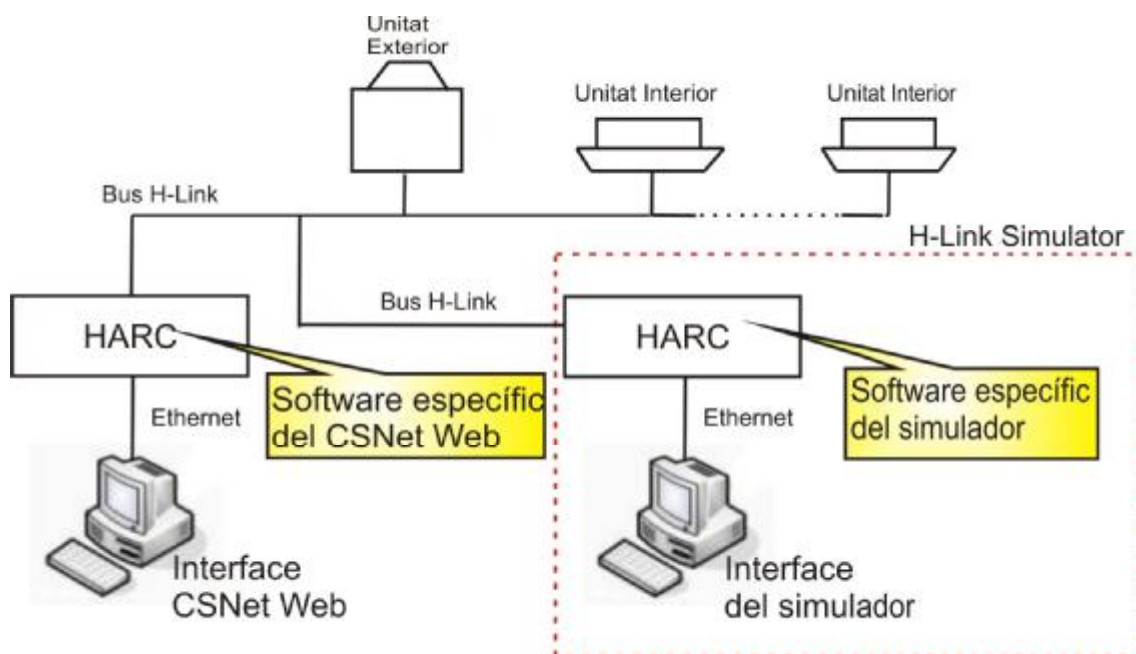 Unitat
Exterior
Unitat Interior
Unitat Interior
Bus H-Link
H-Link Simulator
Bus H-Link
HARC
HARC
Software específic
del CSNet Web
Software específic
del simulador
Ethernet
Ethernet
Interface
CSNet Web
Interface
del simulador